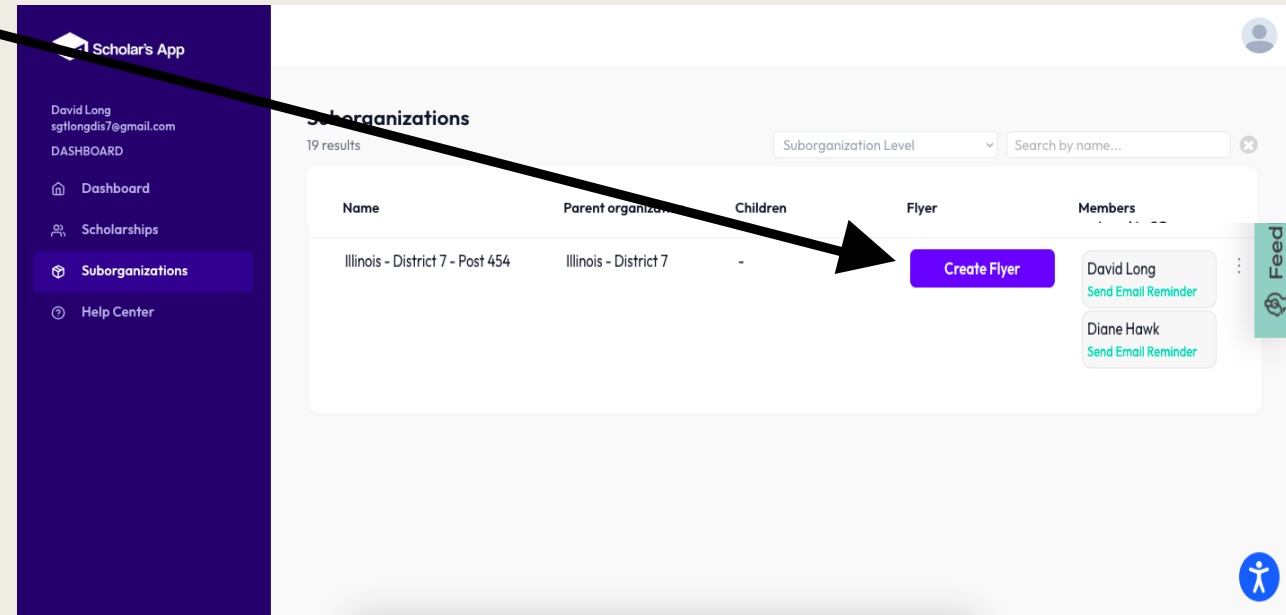 Scholar's App
David Long
sgtlongdis7@gmail.com
DASHBOARD
Dashboard
Scholarships
Suborganizations
Help Center
Suborganizations
19 results
Suborganization Level
Search by name...
Name Parent organization Children Flyer Members
Illinois - District 7 - Post 454 Illinois - District 7 - Create Flyer David Long
Send Email Reminder
Diane Hawk
Send Email Reminder
Feed